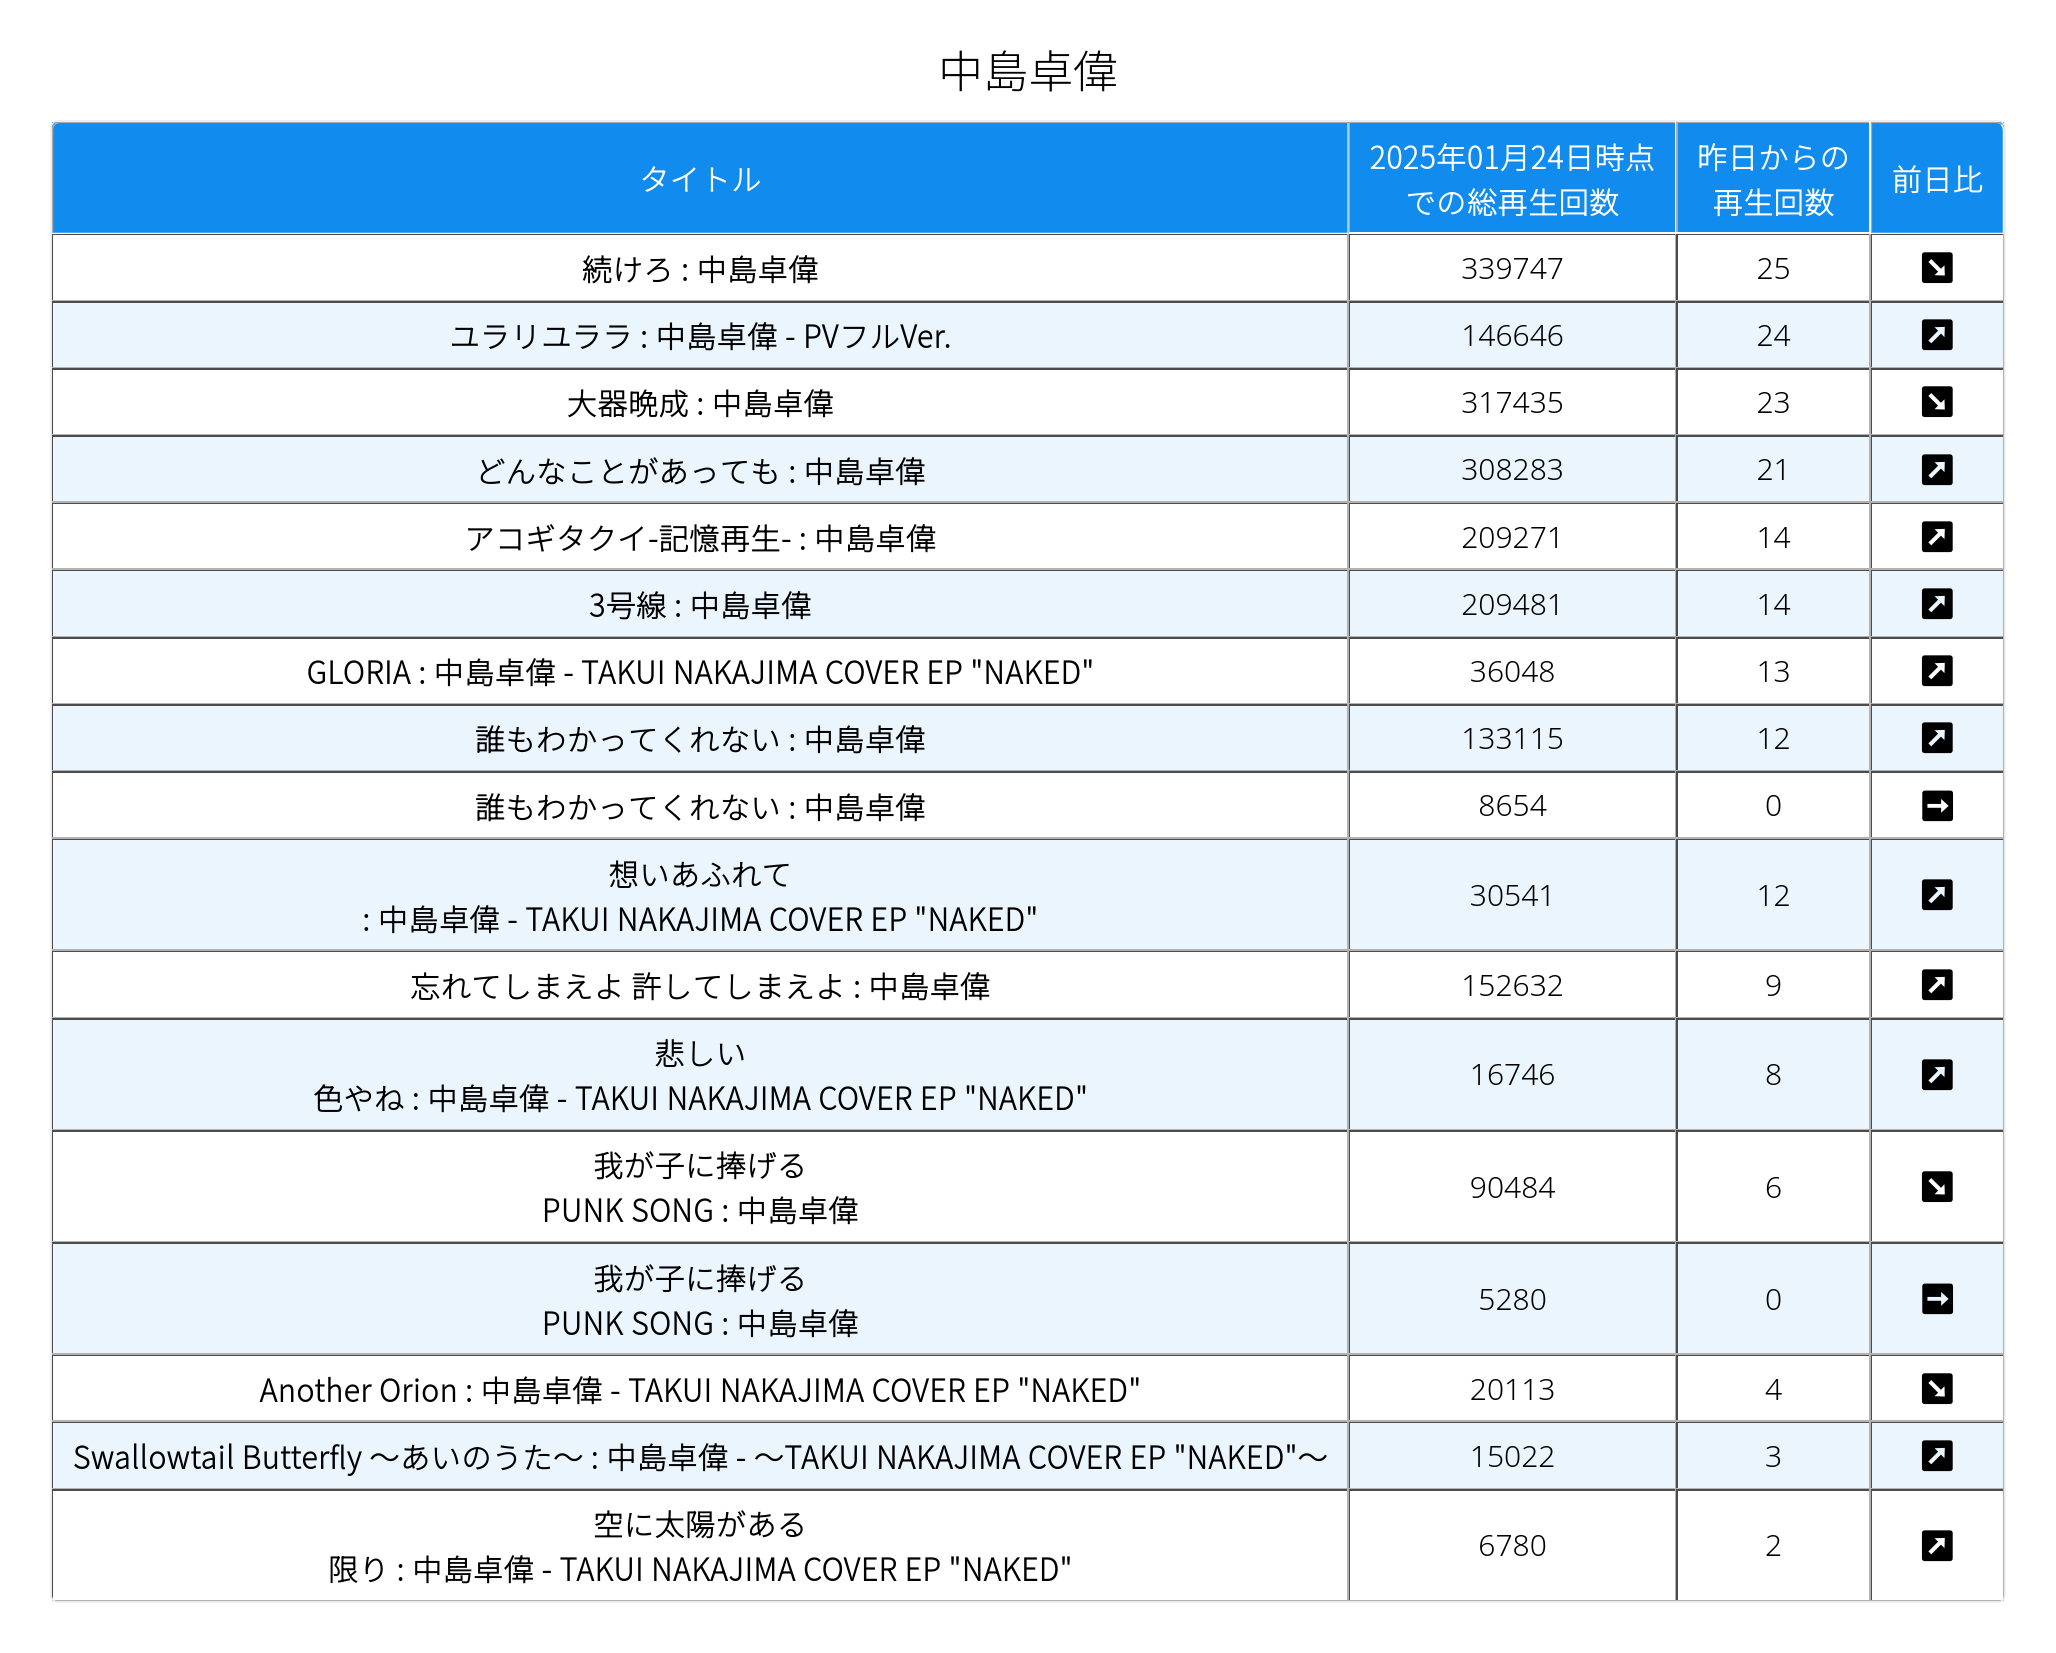 中島卓偉
タイトル
2025年01月24日時点
での総再生回数
昨日からの
再生回数
前日比
続けろ : 中島卓偉 339747 25
ユラリユララ : 中島卓偉 - PVフルVer. 146646 24
大器晩成 : 中島卓偉 317435 23
どんなことがあっても : 中島卓偉 308283 21
アコギタクイ-記憶再生- : 中島卓偉 209271 14
3号線 : 中島卓偉 209481 14
GLORIA : 中島卓偉 - TAKUI NAKAJIMA COVER EP "NAKED" 36048 13
誰もわかってくれない : 中島卓偉 133115 12
誰もわかってくれない : 中島卓偉 8654 0
想いあふれて
: 中島卓偉 - TAKUI NAKAJIMA COVER EP "NAKED" 30541 12
忘れてしまえよ 許してしまえよ : 中島卓偉 152632 9
悲しい
色やね : 中島卓偉 - TAKUI NAKAJIMA COVER EP "NAKED" 16746 8
我が子に捧げる
PUNK SONG : 中島卓偉 90484 6
我が子に捧げる
PUNK SONG : 中島卓偉 5280 0
Another Orion : 中島卓偉 - TAKUI NAKAJIMA COVER EP "NAKED" 20113 4
Swallowtail Butterfly 〜あいのうた〜 : 中島卓偉 - 〜TAKUI NAKAJIMA COVER EP "NAKED"〜 15022 3
空に太陽がある
限り : 中島卓偉 - TAKUI NAKAJIMA COVER EP "NAKED" 6780 2